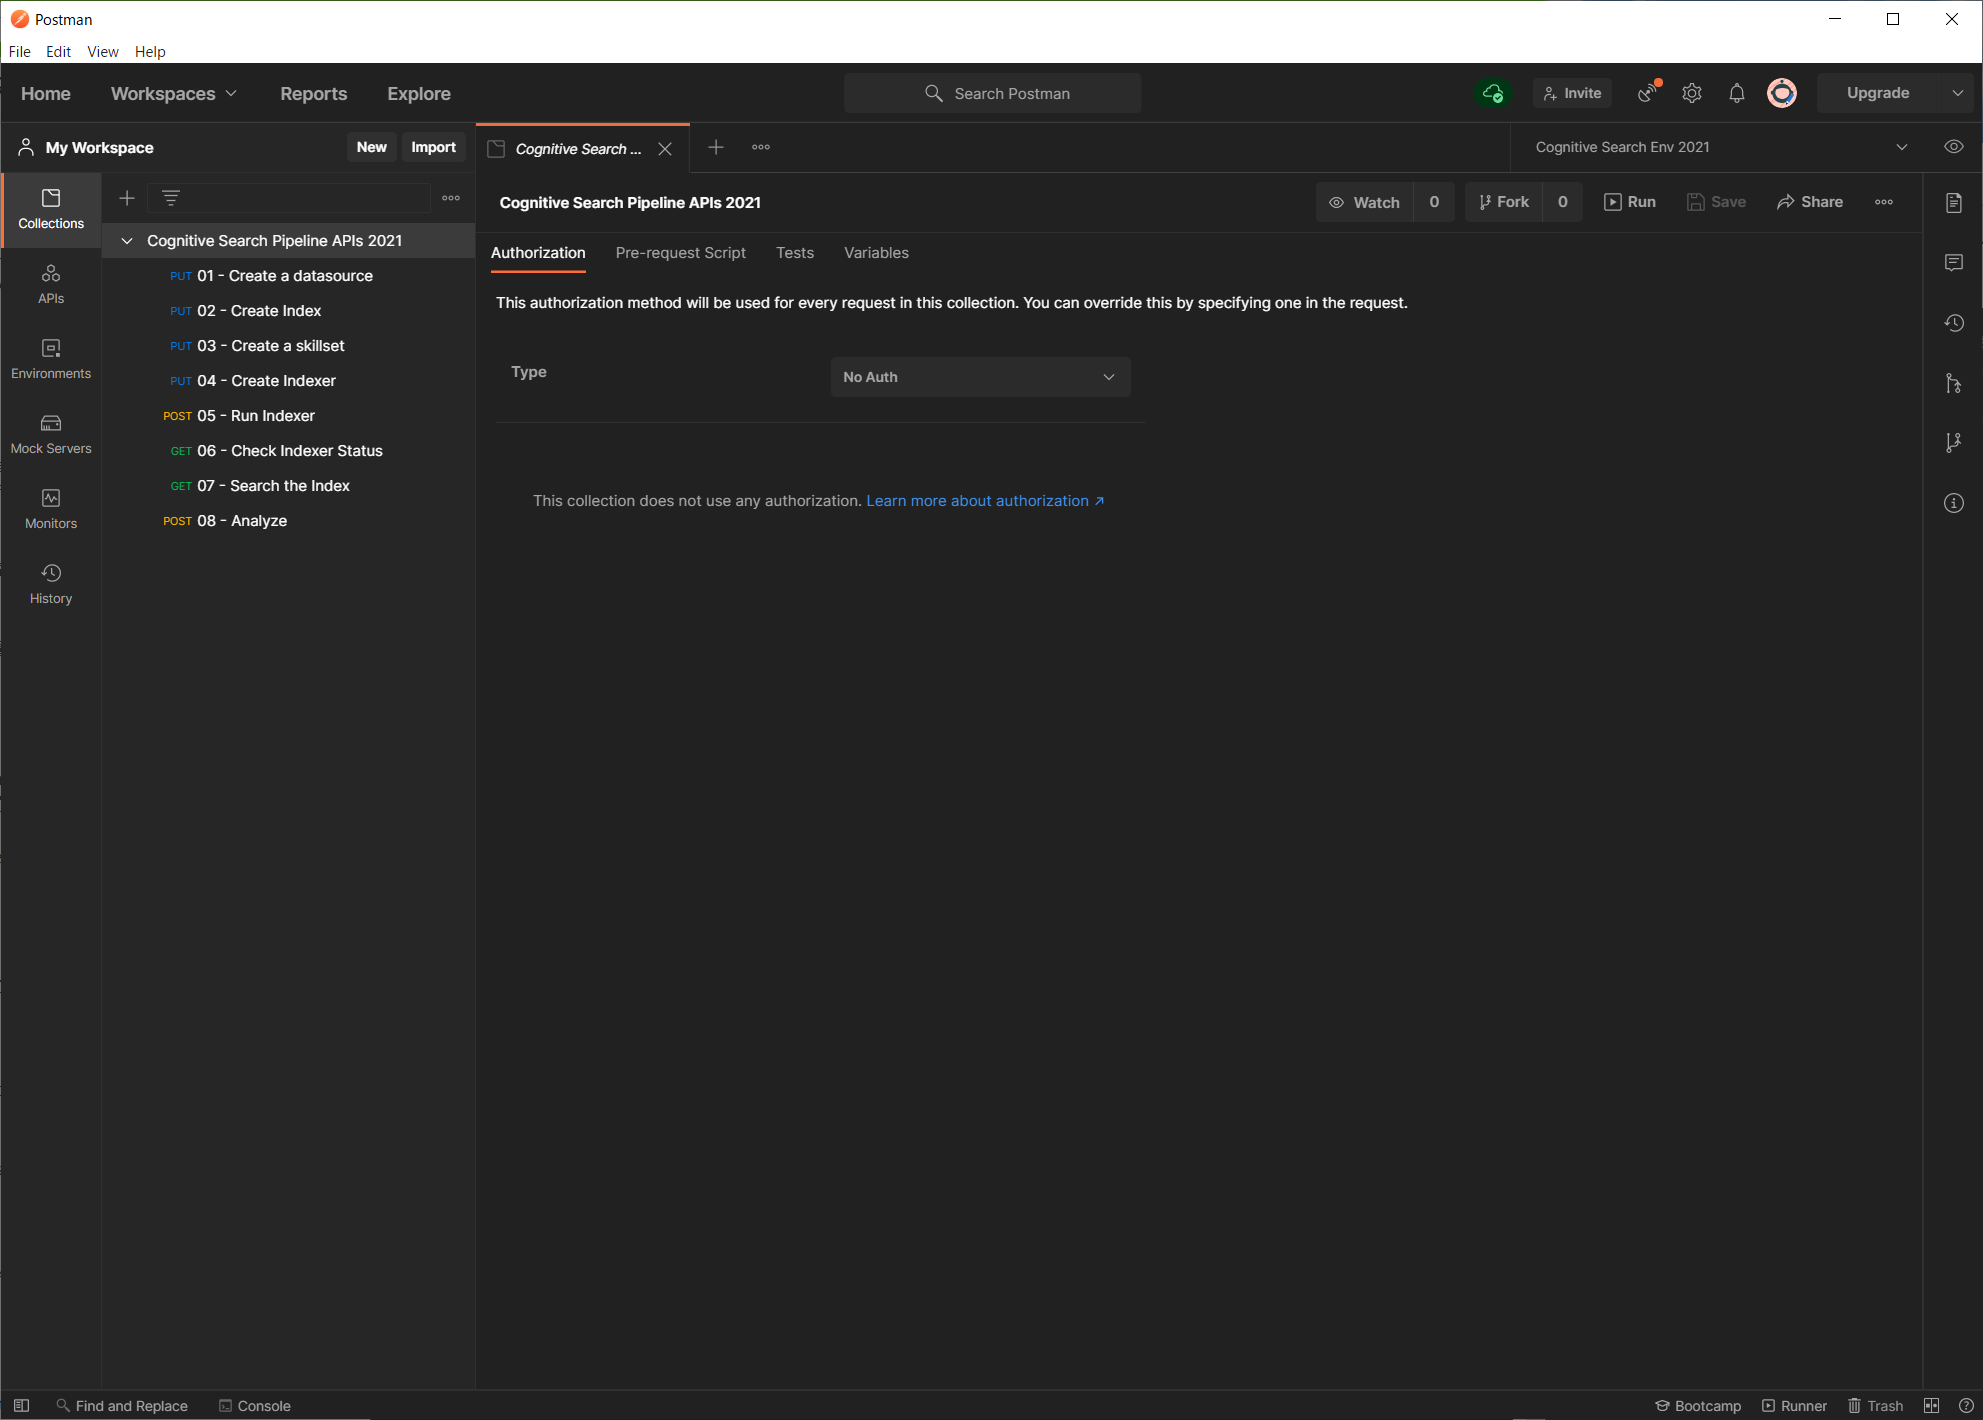 Postman
File Edit View Help
Home Workspaces Reports Explore Search Postman Invite Upgrade
My Workspace New Import Cognitive Search ... Cognitive Search Env 2021
Cognitive Search Pipeline APIs 2021 Watch 0 Fork 0 Run Save Share
Collections
APIs
Environments
Mock Servers
Monitors
History
Cognitive Search Pipeline APIs 2021
PUT 01 - Create a datasource
PUT 02 - Create Index
PUT 03 - Create a skillset
PUT 04 - Create Indexer
POST 05 - Run Indexer
GET 06 - Check Indexer Status
GET 07 - Search the Index
POST 08 - Analyze
Authorization Pre-request Script Tests Variables
This authorization method will be used for every request in this collection. You can override this by specifying one in the request.
Type No Auth
This collection does not use any authorization. Learn more about authorization ↗
Find and Replace Console Bootcamp Runner Trash